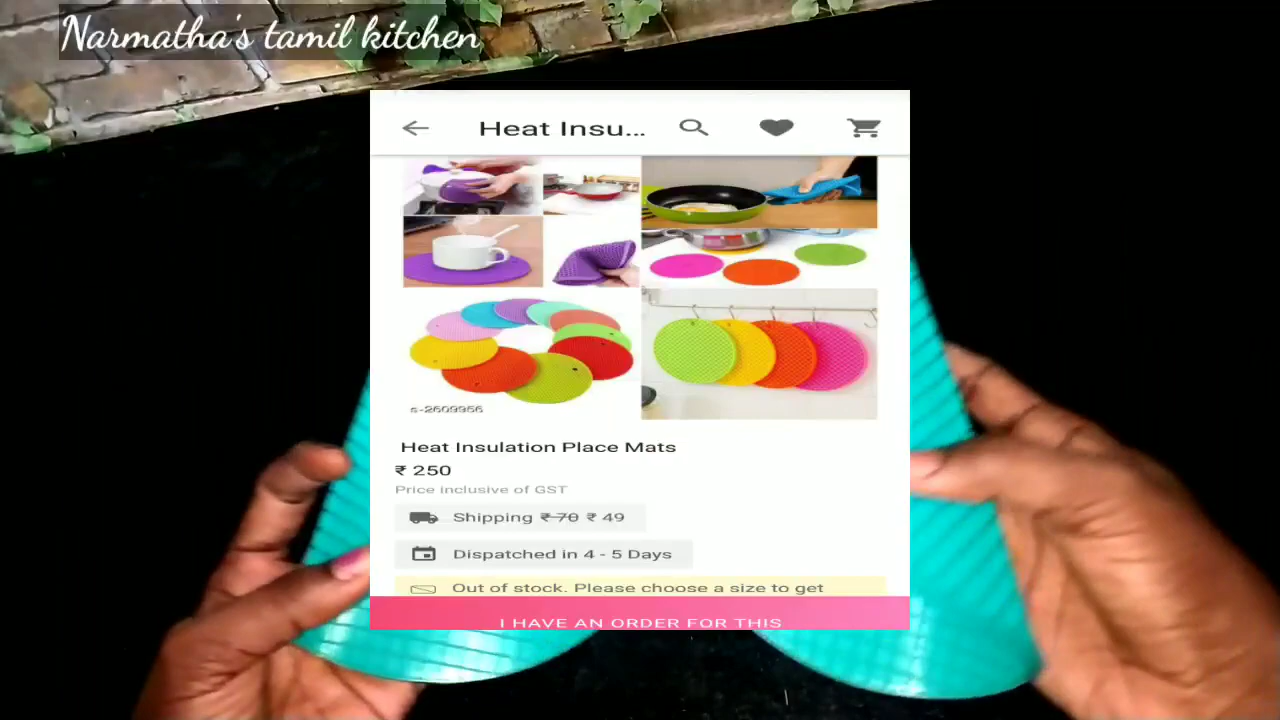 Narmatha's tamil kitchen
Heat Insu...
s-2609956
Heat Insulation Place Mats
₹ 250
Price inclusive of GST
Shipping ₹ 70 ₹ 49
Dispatched in 4 - 5 Days
Out of stock. Please choose a size to get
I HAVE AN ORDER FOR THIS